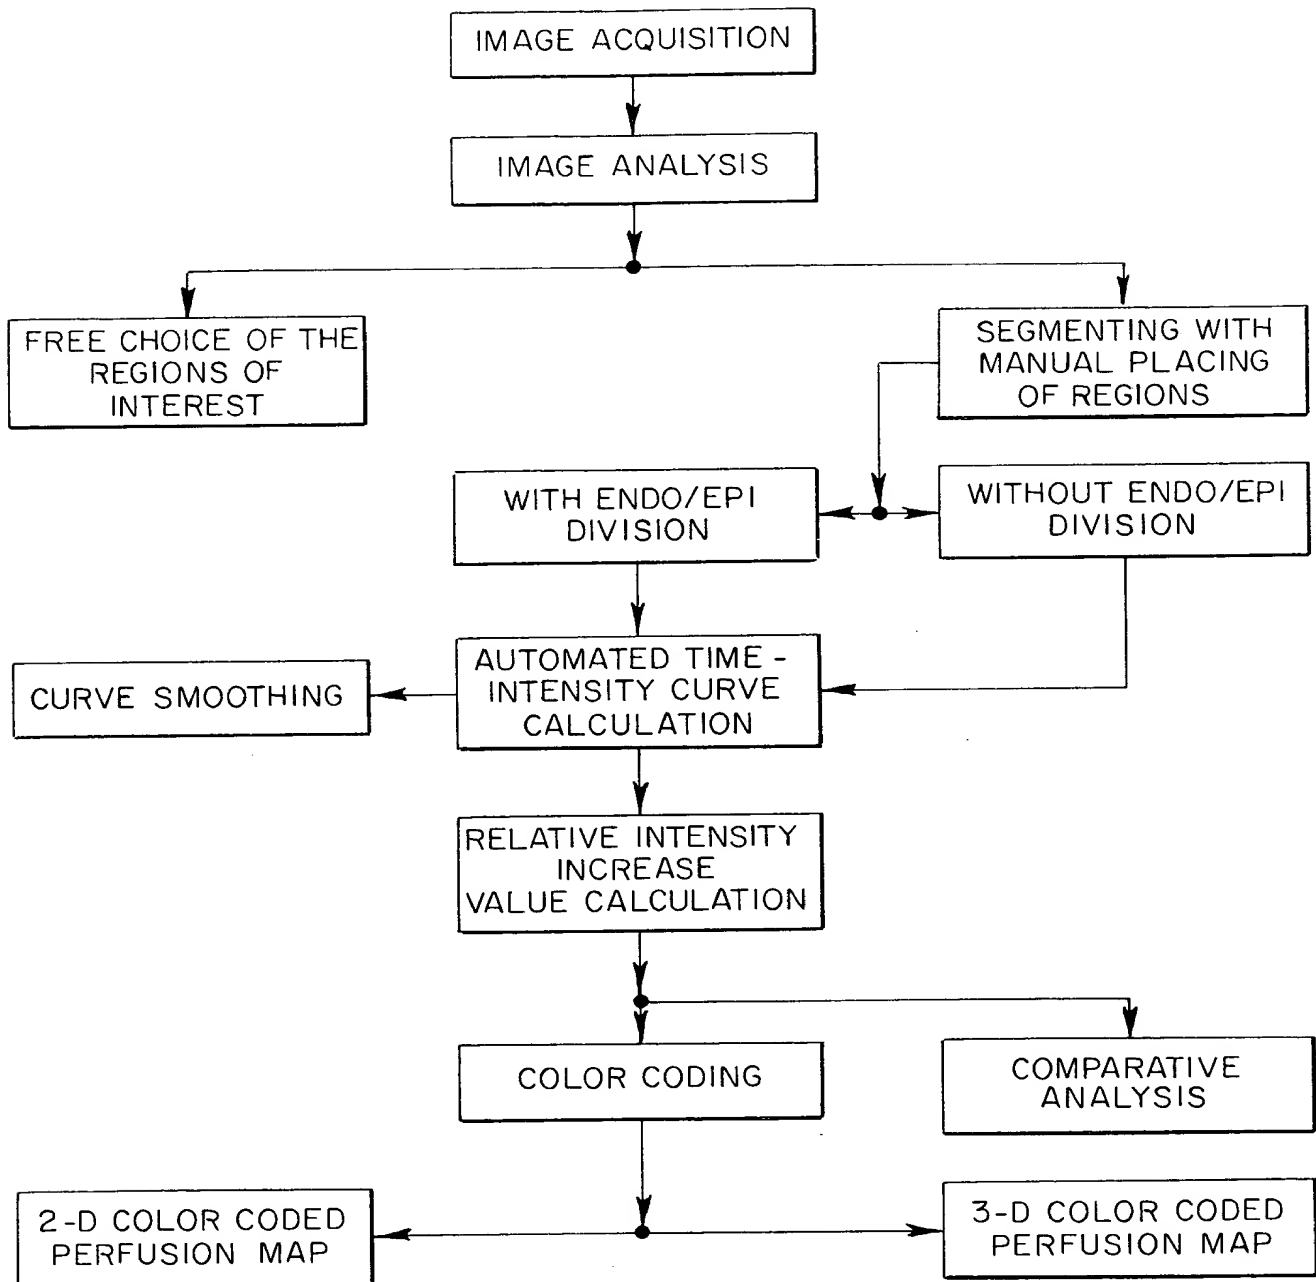 IMAGE ACQUISITION
IMAGE ANALYSIS
FREE CHOICE OF THE
REGIONS OF
INTEREST
SEGMENTING WITH
MANUAL PLACING
OF REGIONS
WITH ENDO/EPI
DIVISION
WITHOUT ENDO/EPI
DIVISION
CURVE SMOOTHING
AUTOMATED TIME -
INTENSITY CURVE
CALCULATION
RELATIVE INTENSITY
INCREASE
VALUE CALCULATION
COLOR CODING
COMPARATIVE
ANALYSIS
2-D COLOR CODED
PERFUSION MAP
3-D COLOR CODED
PERFUSION MAP